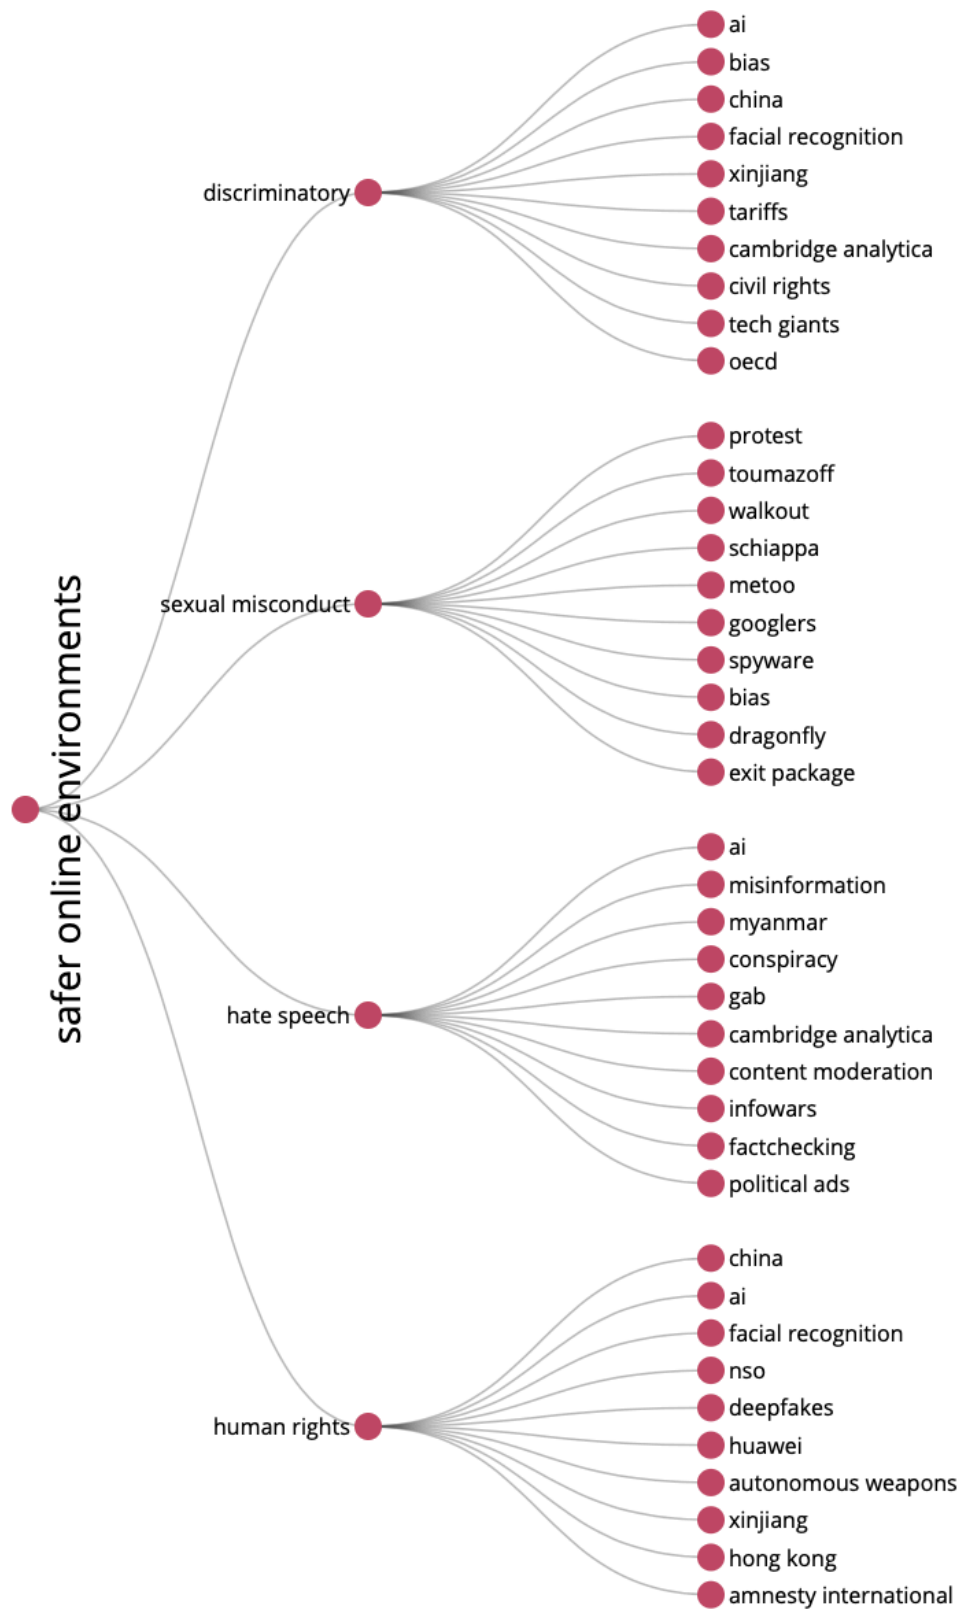 safer online environments
discriminatory
ai
bias
china
facial recognition
xinjiang
tariffs
cambridge analytica
civil rights
tech giants
oecd
sexual misconduct
protest
toumazoff
walkout
schiappa
metoo
googlers
spyware
bias
dragonfly
exit package
hate speech
ai
misinformation
myanmar
conspiracy
gab
cambridge analytica
content moderation
infowars
factchecking
political ads
human rights
china
ai
facial recognition
nso
deepfakes
huawei
autonomous weapons
xinjiang
hong kong
amnesty international